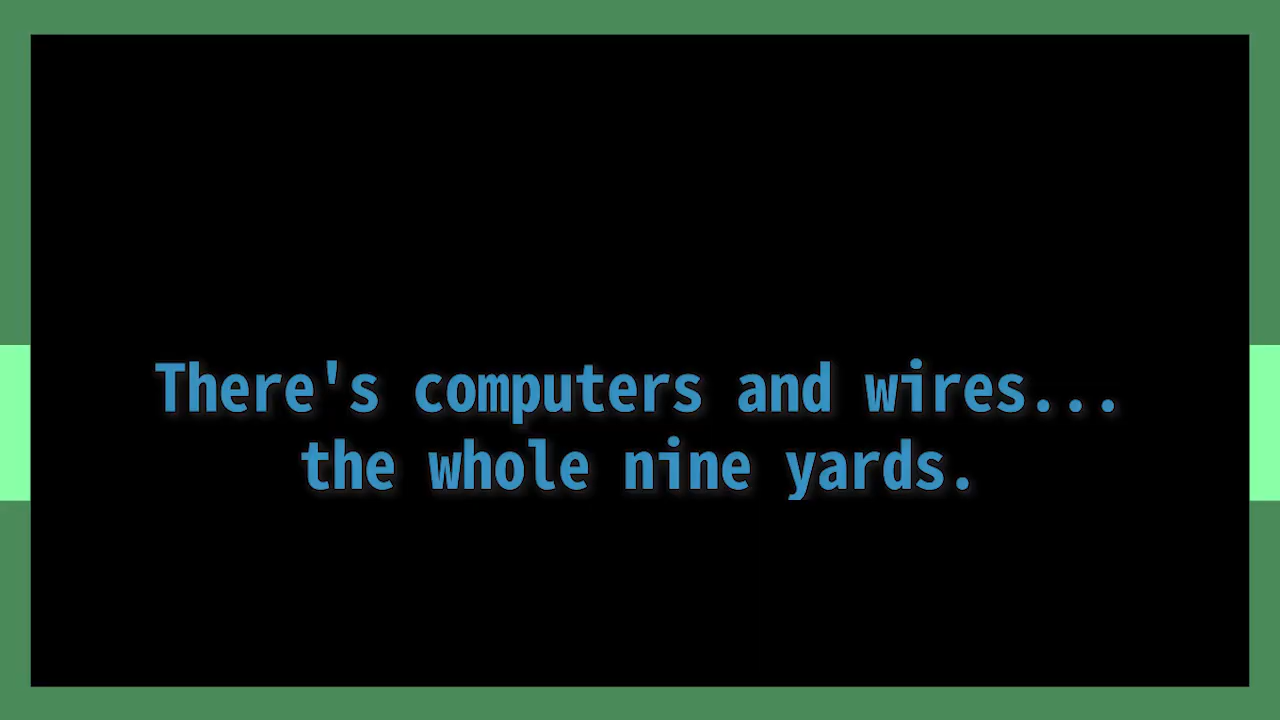 There's computers and wires...
the whole nine yards.